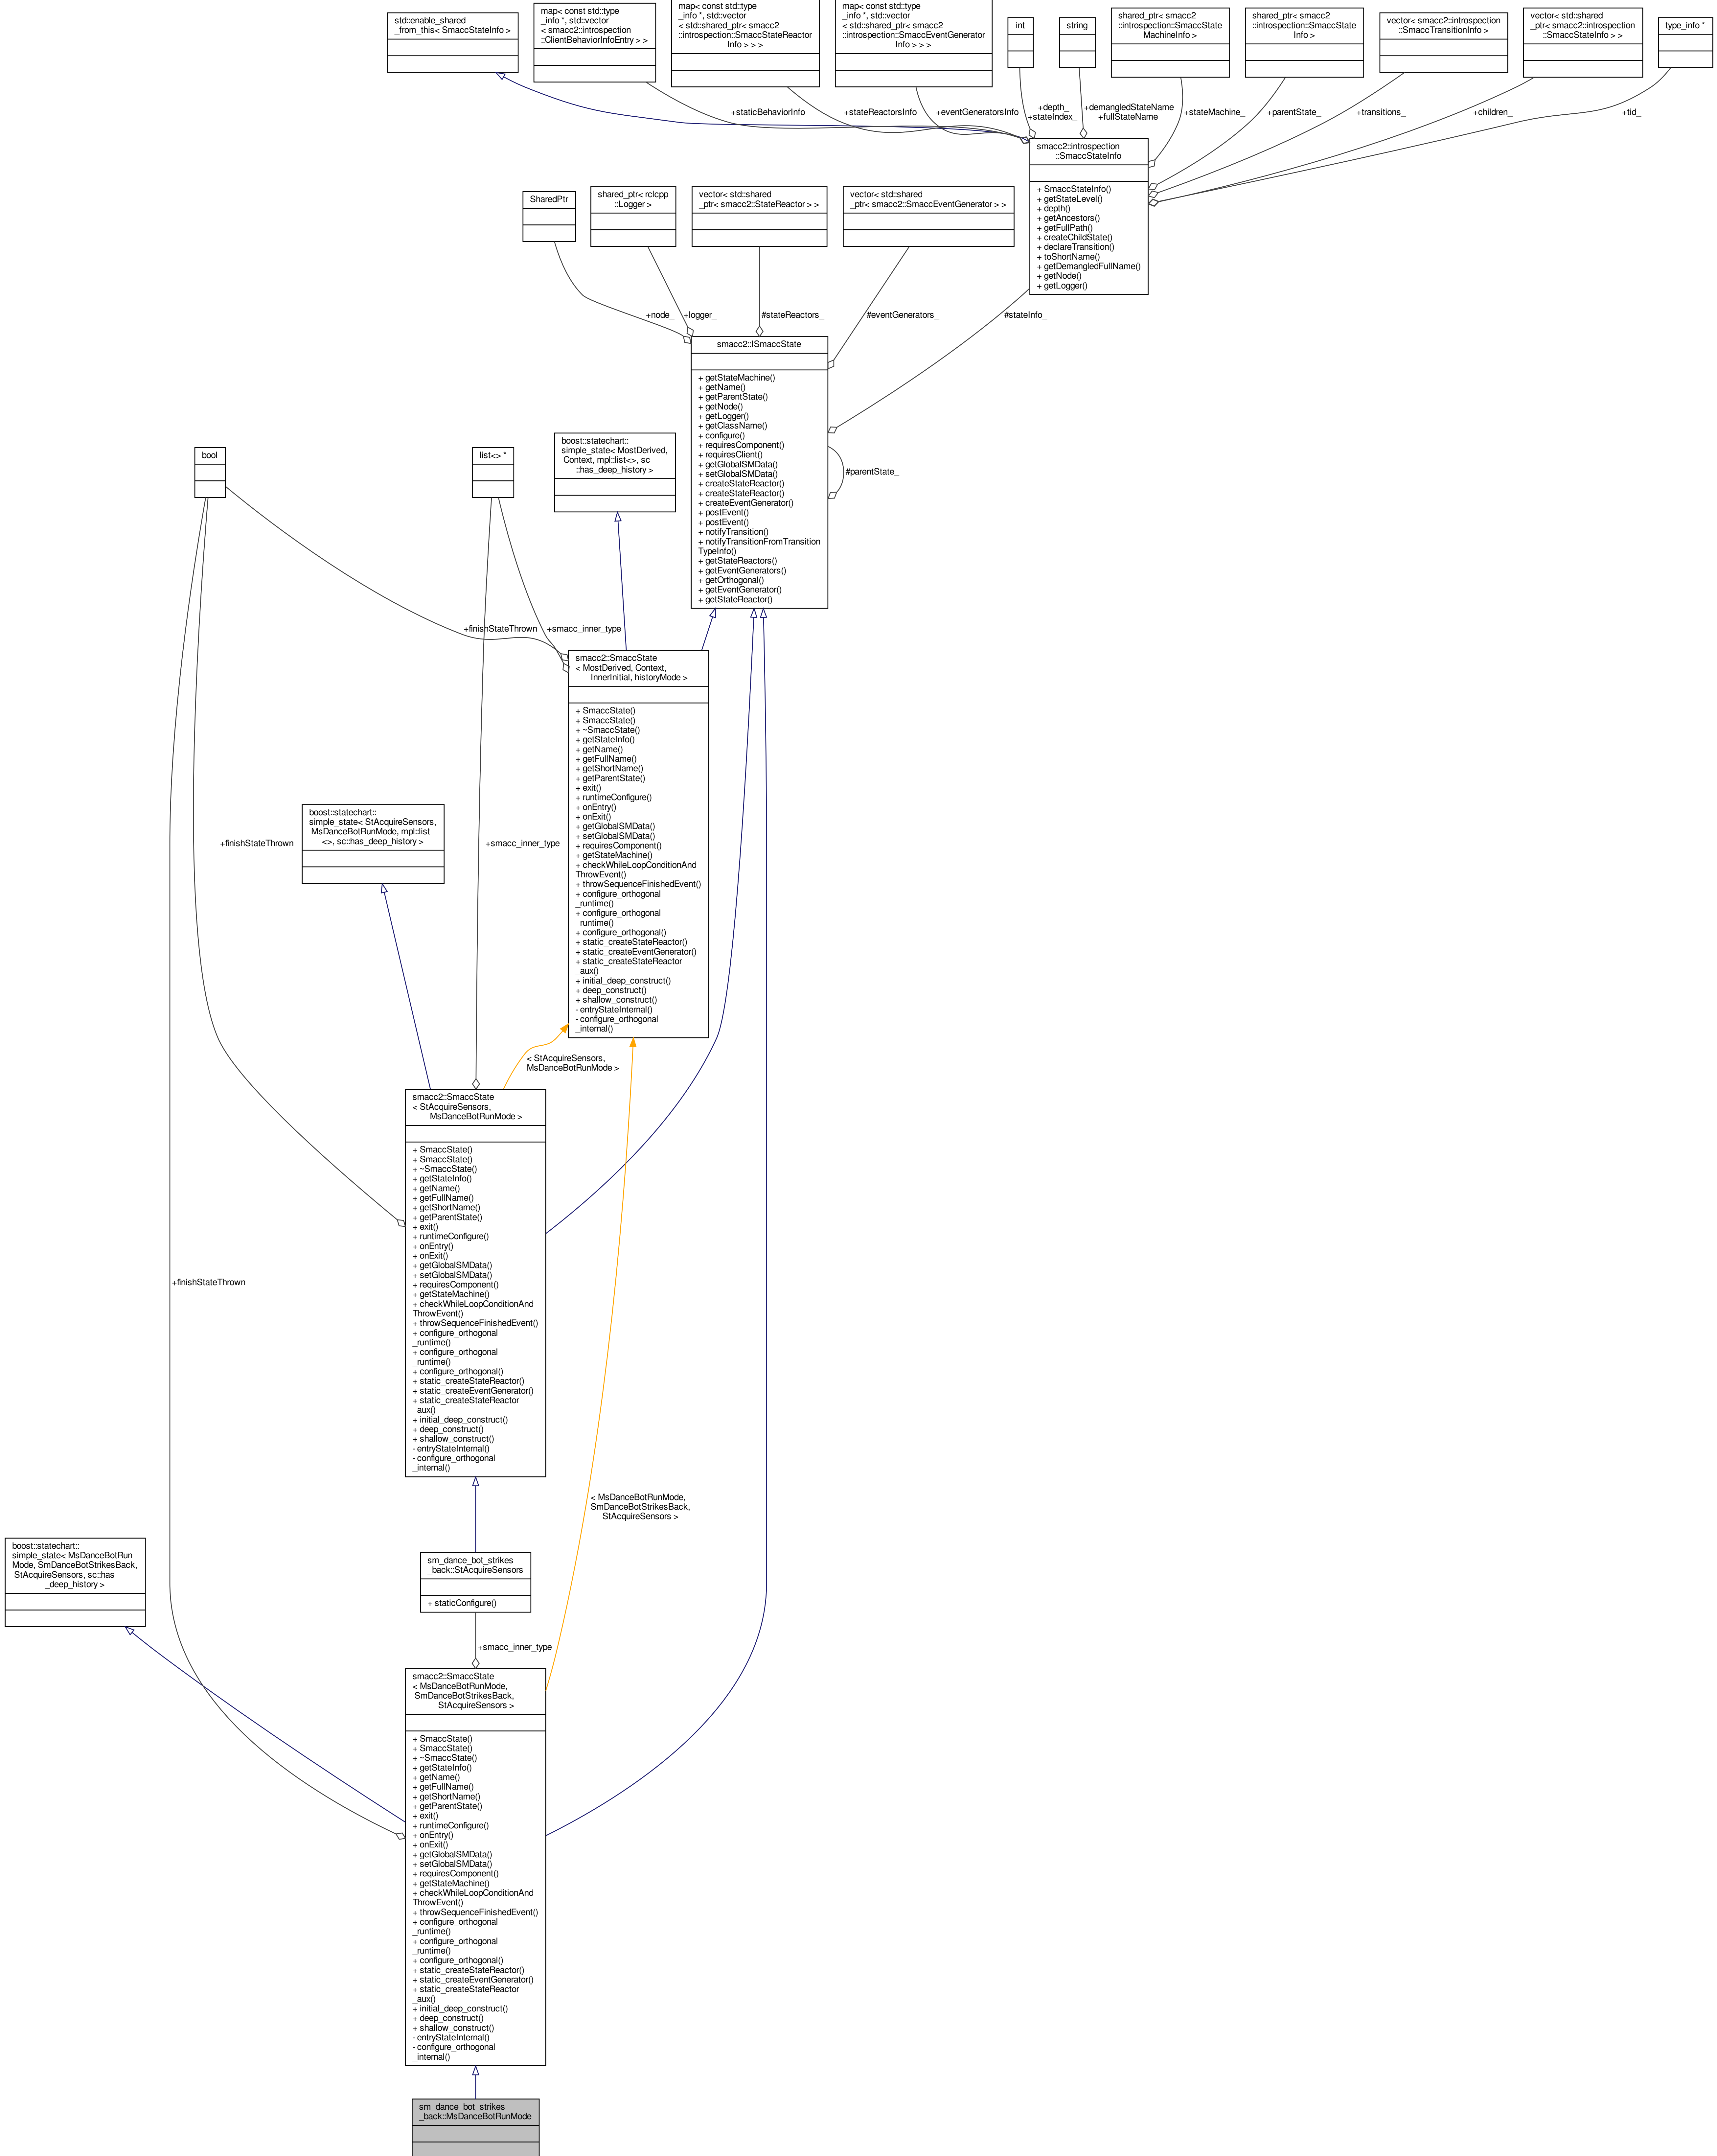 std::enable_shared
_from_this< SmaccStateInfo >
map< const std::type
_info *, std::vector
< smacc2::introspection
::ClientBehaviorInfoEntry > >
map< const std::type
_info *, std::vector
< std::shared_ptr< smacc2
::introspection::SmaccStateReactor
Info > > >
map< const std::type
_info *, std::vector
< std::shared_ptr< smacc2
::introspection::SmaccEventGenerator
Info > > >
int
string
shared_ptr< smacc2
::introspection::SmaccState
MachineInfo >
shared_ptr< smacc2
::introspection::SmaccState
Info >
vector< smacc2::introspection
::SmaccTransitionInfo >
vector< std::shared
_ptr< smacc2::introspection
::SmaccStateInfo > >
type_info *
+staticBehaviorInfo
+stateReactorsInfo
+eventGeneratorsInfo
+depth_
+stateIndex_
+demangledStateName
+fullStateName
+stateMachine_
+parentState_
+transitions_
+children_
+tid_
smacc2::introspection
::SmaccStateInfo
+ SmaccStateInfo()
+ getStateLevel()
+ depth()
+ getAncestors()
+ getFullPath()
+ createChildState()
+ declareTransition()
+ toShortName()
+ getDemangledFullName()
+ getNode()
+ getLogger()
SharedPtr
shared_ptr< rclcpp
::Logger >
vector< std::shared
_ptr< smacc2::StateReactor > >
vector< std::shared
_ptr< smacc2::SmaccEventGenerator > >
+node_
+logger_
#stateReactors_
#eventGenerators_
#stateInfo_
smacc2::ISmaccState
+ getStateMachine()
+ getName()
+ getParentState()
+ getNode()
+ getLogger()
+ getClassName()
+ configure()
+ requiresComponent()
+ requiresClient()
+ getGlobalSMData()
+ setGlobalSMData()
+ createStateReactor()
+ createStateReactor()
+ createEventGenerator()
+ postEvent()
+ postEvent()
+ notifyTransition()
+ notifyTransitionFromTransition
TypeInfo()
+ getStateReactors()
+ getEventGenerators()
+ getOrthogonal()
+ getEventGenerator()
+ getStateReactor()
#parentState_
bool
list<> *
boost::statechart::
simple_state< MostDerived,
Context, mpl::list<>, sc
::has_deep_history >
+finishStateThrown
+smacc_inner_type
smacc2::SmaccState
< MostDerived, Context,
InnerInitial, historyMode >
+ SmaccState()
+ SmaccState()
+ ~SmaccState()
+ getStateInfo()
+ getName()
+ getFullName()
+ getShortName()
+ getParentState()
+ exit()
+ runtimeConfigure()
+ onEntry()
+ onExit()
+ getGlobalSMData()
+ setGlobalSMData()
+ requiresComponent()
+ getStateMachine()
+ checkWhileLoopConditionAnd
ThrowEvent()
+ throwSequenceFinishedEvent()
+ configure_orthogonal
_runtime()
+ configure_orthogonal
_runtime()
+ configure_orthogonal()
+ static_createStateReactor()
+ static_createEventGenerator()
+ static_createStateReactor
_aux()
+ initial_deep_construct()
+ deep_construct()
+ shallow_construct()
- entryStateInternal()
- configure_orthogonal
_internal()
boost::statechart::
simple_state< StAcquireSensors,
MsDanceBotRunMode, mpl::list
<>, sc::has_deep_history >
+finishStateThrown
+smacc_inner_type
< StAcquireSensors,
MsDanceBotRunMode >
smacc2::SmaccState
< StAcquireSensors,
MsDanceBotRunMode >
+ SmaccState()
+ SmaccState()
+ ~SmaccState()
+ getStateInfo()
+ getName()
+ getFullName()
+ getShortName()
+ getParentState()
+ exit()
+ runtimeConfigure()
+ onEntry()
+ onExit()
+ getGlobalSMData()
+ setGlobalSMData()
+ requiresComponent()
+ getStateMachine()
+ checkWhileLoopConditionAnd
ThrowEvent()
+ throwSequenceFinishedEvent()
+ configure_orthogonal
_runtime()
+ configure_orthogonal
_runtime()
+ configure_orthogonal()
+ static_createStateReactor()
+ static_createEventGenerator()
+ static_createStateReactor
_aux()
+ initial_deep_construct()
+ deep_construct()
+ shallow_construct()
- entryStateInternal()
- configure_orthogonal
_internal()
+finishStateThrown
< MsDanceBotRunMode,
SmDanceBotStrikesBack,
StAcquireSensors >
boost::statechart::
simple_state< MsDanceBotRun
Mode, SmDanceBotStrikesBack,
StAcquireSensors, sc::has
_deep_history >
sm_dance_bot_strikes
_back::StAcquireSensors
+ staticConfigure()
+smacc_inner_type
smacc2::SmaccState
< MsDanceBotRunMode,
SmDanceBotStrikesBack,
StAcquireSensors >
+ SmaccState()
+ SmaccState()
+ ~SmaccState()
+ getStateInfo()
+ getName()
+ getFullName()
+ getShortName()
+ getParentState()
+ exit()
+ runtimeConfigure()
+ onEntry()
+ onExit()
+ getGlobalSMData()
+ setGlobalSMData()
+ requiresComponent()
+ getStateMachine()
+ checkWhileLoopConditionAnd
ThrowEvent()
+ throwSequenceFinishedEvent()
+ configure_orthogonal
_runtime()
+ configure_orthogonal
_runtime()
+ configure_orthogonal()
+ static_createStateReactor()
+ static_createEventGenerator()
+ static_createStateReactor
_aux()
+ initial_deep_construct()
+ deep_construct()
+ shallow_construct()
- entryStateInternal()
- configure_orthogonal
_internal()
sm_dance_bot_strikes
_back::MsDanceBotRunMode